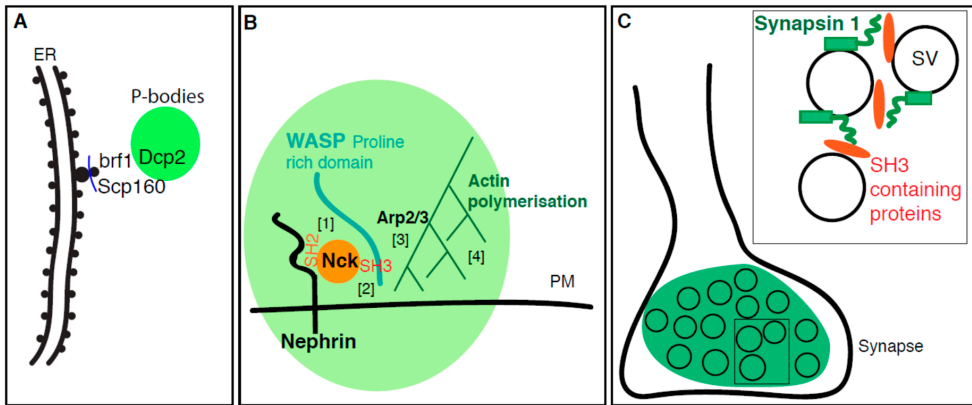 A
ER
P-bodies
Dcp2
brf1
Scp160
B
WASP Proline
rich domain
Actin
polymerisation
Arp2/3
[1]
[3]
SH2
Nck
SH3
[4]
[2]
PM
Nephrin
C
Synapsin 1
SV
SH3
containing
proteins
Synapse